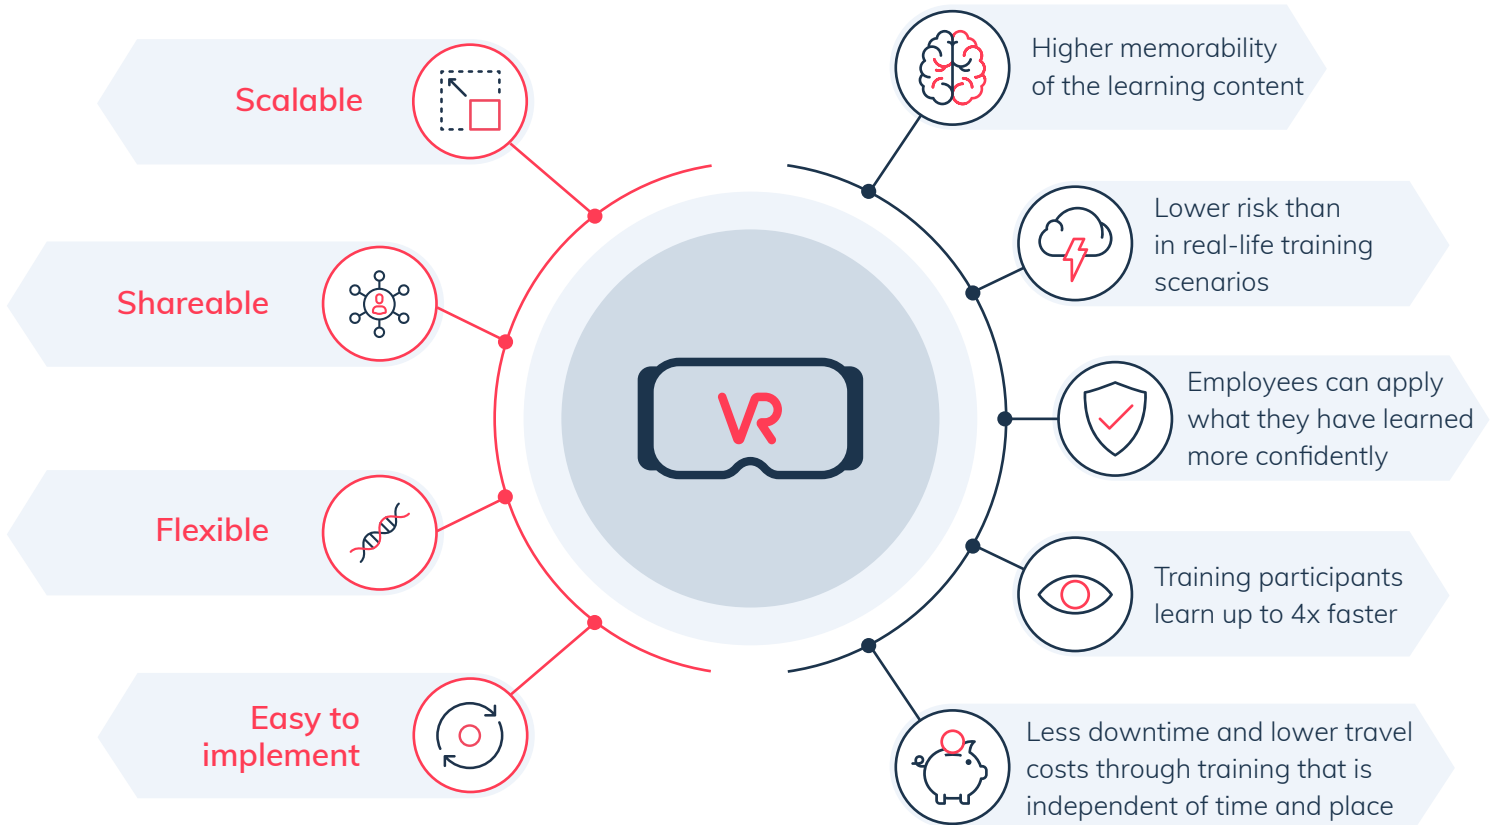 Scalable
Shareable
Flexible
Easy to
implement
VR
Higher memorability
of the learning content
Lower risk than
in real-life training
scenarios
Employees can apply
what they have learned
more confidently
Training participants
learn up to 4x faster
Less downtime and lower travel
costs through training that is
independent of time and place